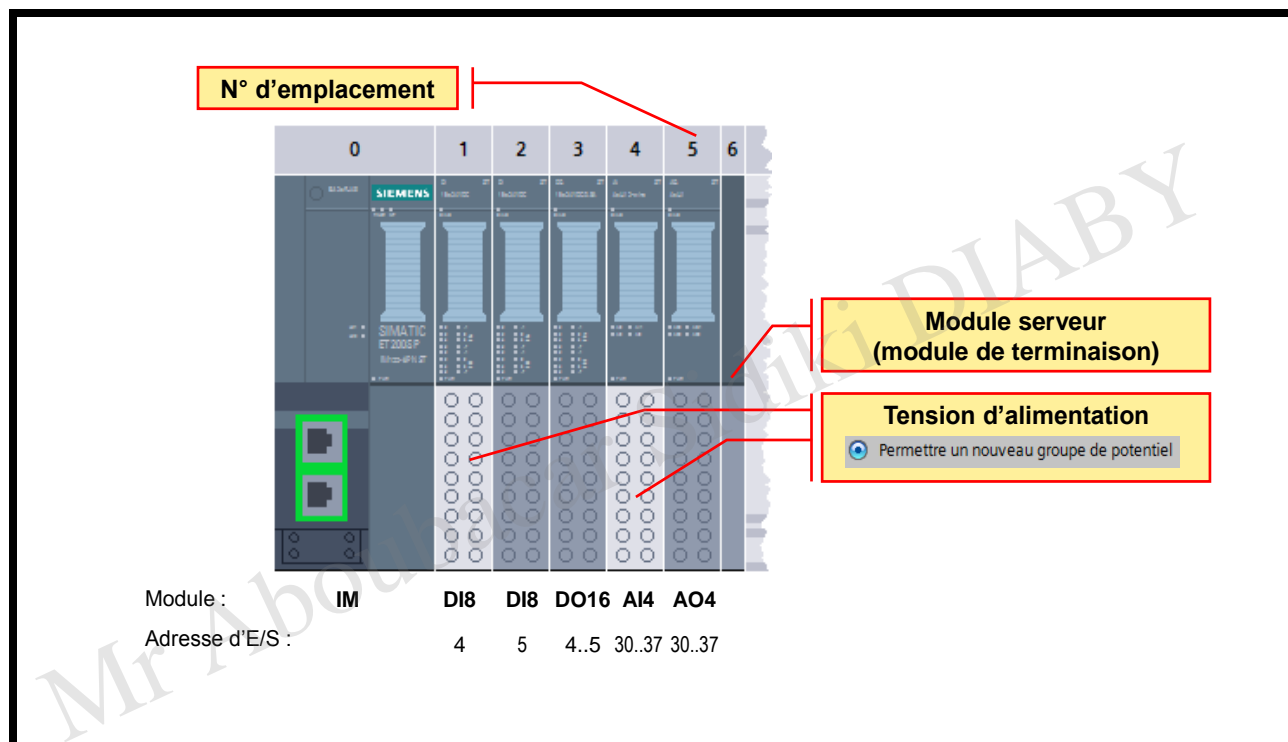 N° d’emplacement
0 1 2 3 4 5 6
SIEMENS
SIMATIC
ET 200SP
Module serveur
(module de terminaison)
Tension d’alimentation
Permettre un nouveau groupe de potentiel
Module : IM DI8 DI8 DO16 AI4 AO4
Adresse d’E/S : 4 5 4..5 30..37 30..37